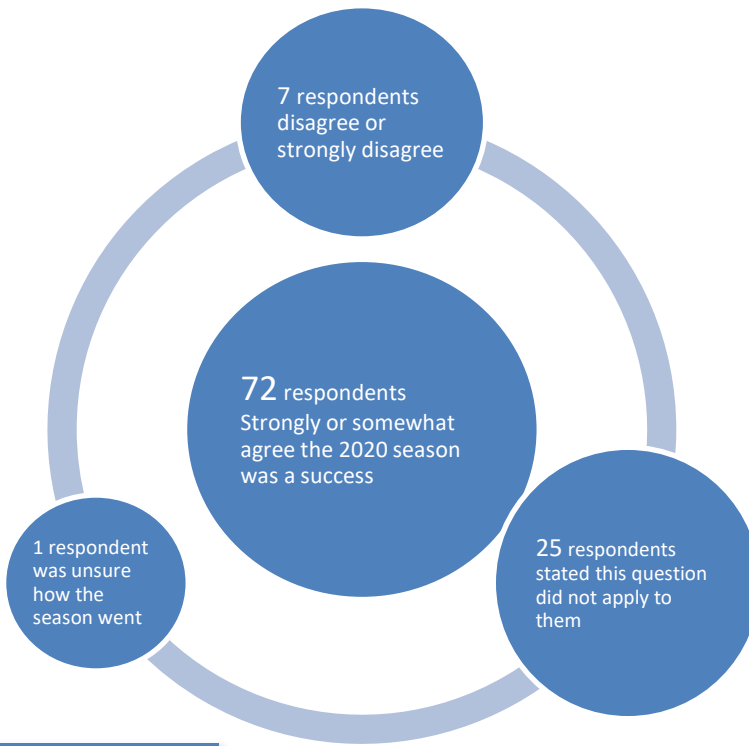 7 respondents
disagree or
strongly disagree
72 respondents
Strongly or somewhat
agree the 2020 season
was a success
1 respondent
was unsure
how the
season went
25 respondents
stated this question
did not apply to
them